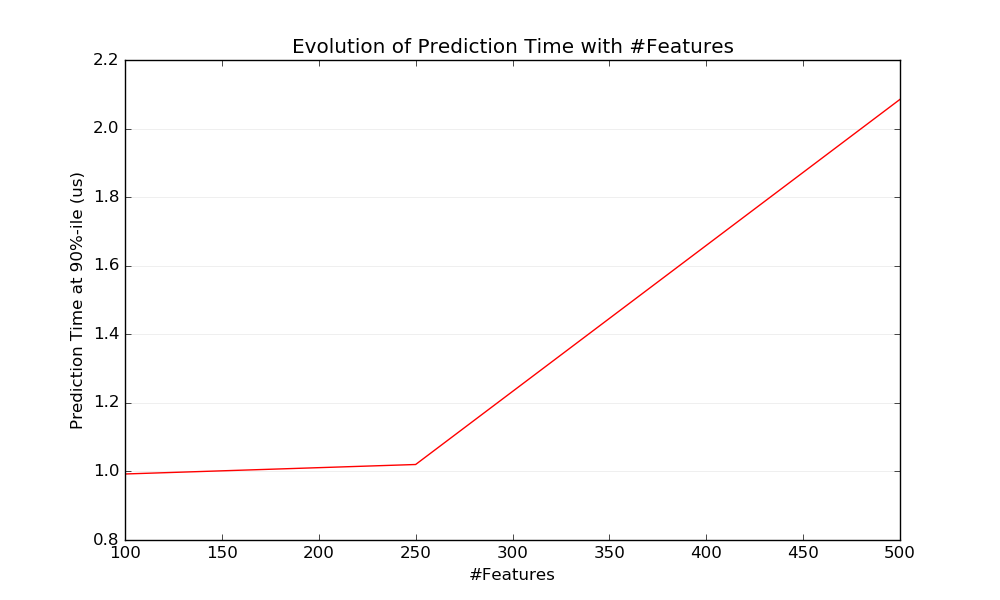 Evolution of Prediction Time with #Features
2.2
2.0
1.8
1.6
1.4
1.2
1.0
0.8
Prediction Time at 90%-ile (us)
100 150 200 250 300 350 400 450 500
#Features